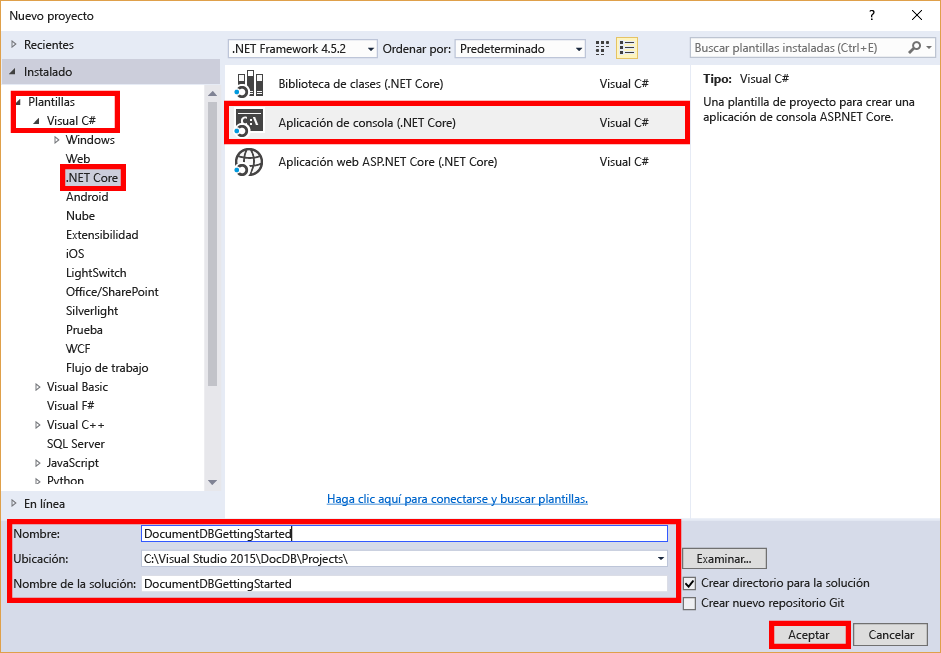 Nuevo proyecto ?
Recientes
.NET Framework 4.5.2 Ordenar por: Predeterminado
Buscar plantillas instaladas (Ctrl+E)
Instalado
Plantillas
Visual C#
Windows
Web
.NET Core
Android
Nube
Extensibilidad
iOS
LightSwitch
Office/SharePoint
Silverlight
Prueba
WCF
Flujo de trabajo
Visual Basic
Visual F#
Visual C++
SQL Server
JavaScript
Python
En línea
Biblioteca de clases (.NET Core) Visual C#
C:\
Aplicación de consola (.NET Core) Visual C#
Aplicación web ASP.NET Core (.NET Core) Visual C#
Haga clic aquí para conectarse y buscar plantillas.
Tipo: Visual C#
Una plantilla de proyecto para crear una
aplicación de consola ASP.NET Core.
Nombre: DocumentDBGettingStarted
Ubicación: C:\Visual Studio 2015\DocDB\Projects\
Examinar...
Nombre de la solución: DocumentDBGettingStarted
Crear directorio para la solución
Crear nuevo repositorio Git
Aceptar Cancelar